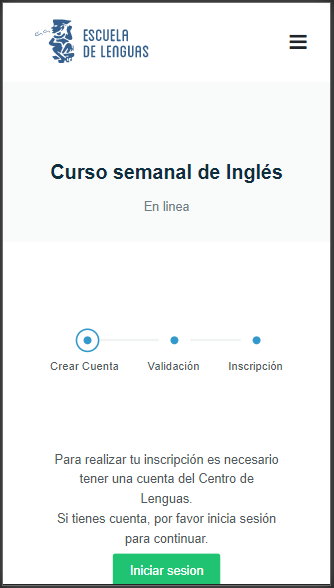 ESCUELA
DE LENGUAS
Curso semanal de Inglés
En linea
Crear Cuenta
Validación
Inscripción
Para realizar tu inscripción es necesario
tener una cuenta del Centro de
Lenguas.
Si tienes cuenta, por favor inicia sesión
para continuar.
Iniciar sesion